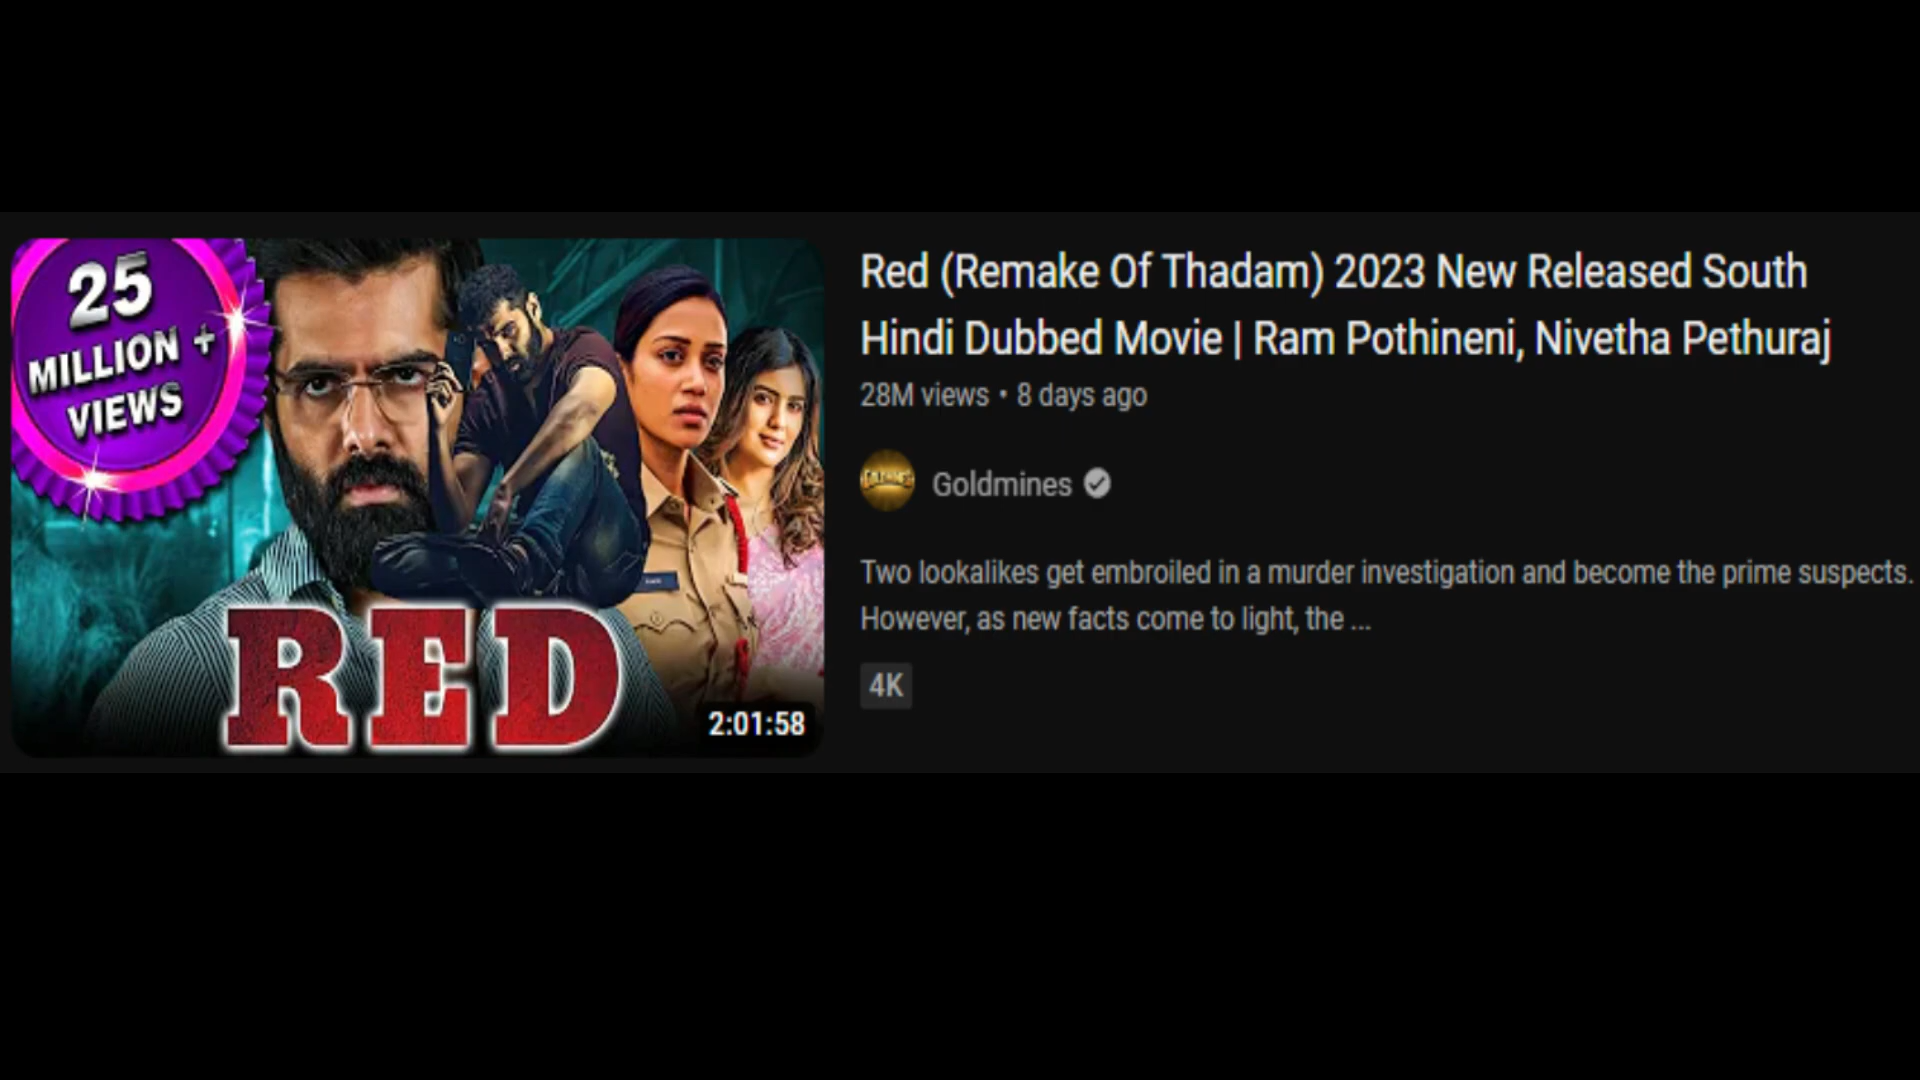 25
MILLION +
VIEWS
RED
2:01:58
Red (Remake Of Thadam) 2023 New Released South
Hindi Dubbed Movie | Ram Pothineni, Nivetha Pethuraj
28M views • 8 days ago
GOLDMINES
Goldmines
Two lookalikes get embroiled in a murder investigation and become the prime suspects.
However, as new facts come to light, the ...
4K